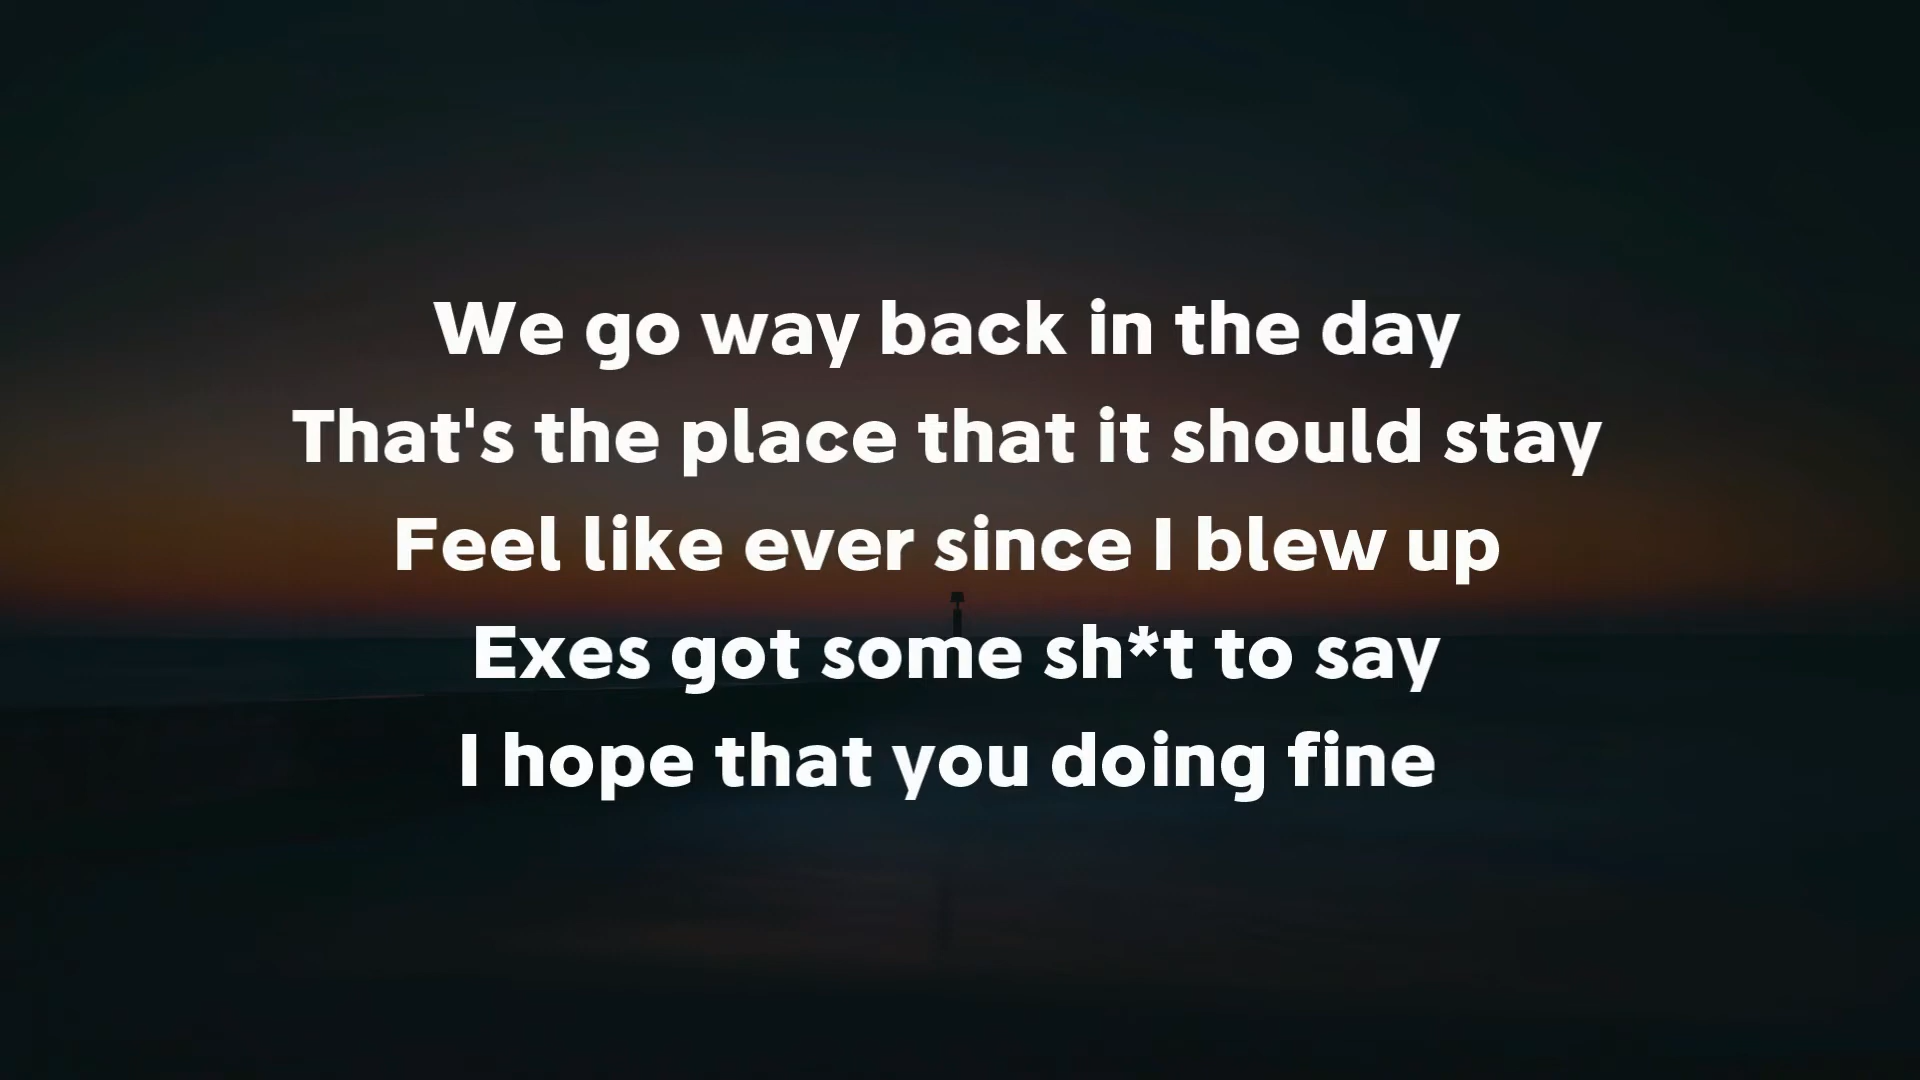 We go way back in the day
That's the place that it should stay
Feel like ever since I blew up
Exes got some sh*t to say
I hope that you doing fine